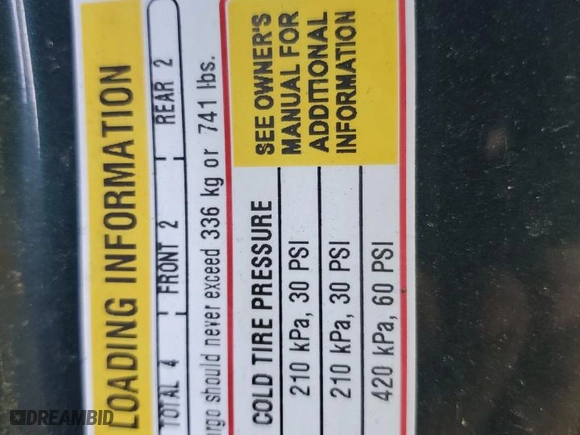 LOADING INFORMATION
TOTAL 4 FRONT 2 REAR 2
should never exceed 336 kg or 741 lbs.
COLD TIRE PRESSURE
210 kPa, 30 PSI
210 kPa, 30 PSI
420 kPa, 60 PSI
SEE OWNER'S
MANUAL FOR
ADDITIONAL
INFORMATION
DREAMBID